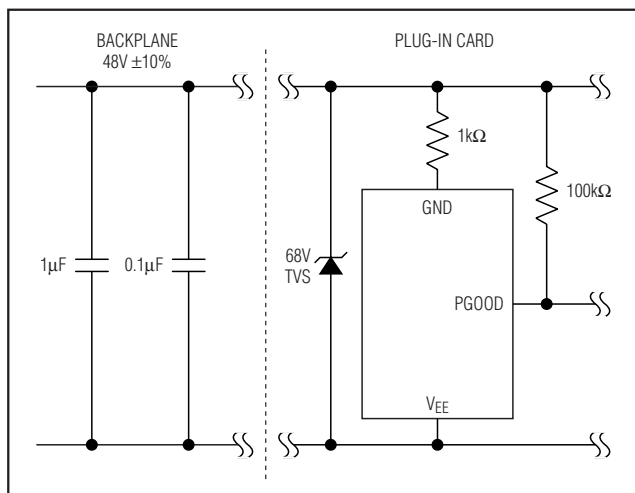 BACKPLANE
48V ±10%
PLUG-IN CARD
1kΩ
GND
100kΩ
1μF
0.1μF
68V
TVS
PGOOD
VEE